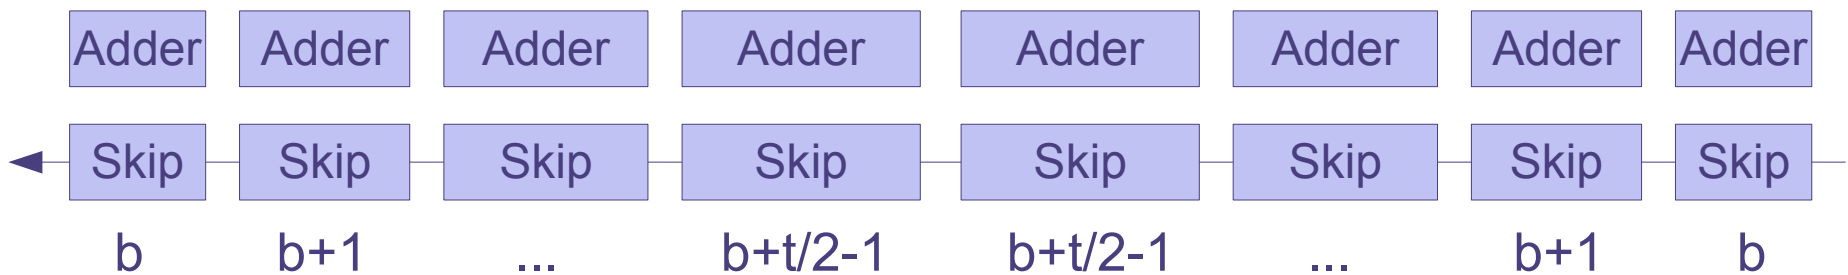 Adder Adder Adder Adder Adder Adder Adder Adder
Skip Skip Skip Skip Skip Skip Skip Skip
b b+1 ... b+t/2-1 b+t/2-1 ... b+1 b